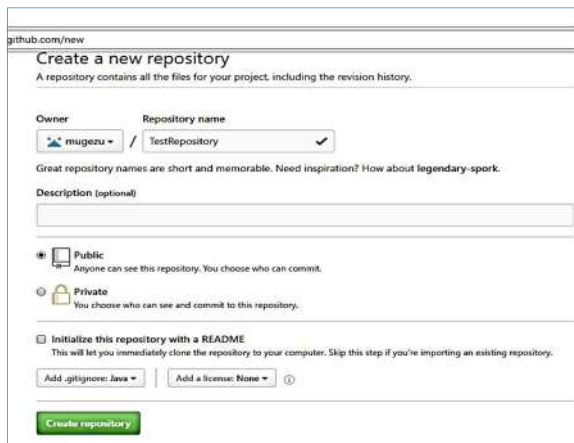 github.com/new
Create a new repository
A repository contains all the files for your project, including the revision history.
Owner Repository name
mugezu / TestRepository
Great repository names are short and memorable. Need inspiration? How about legendary-spork.
Description (optional)
Public
Anyone can see this repository. You choose who can commit.
Private
You choose who can see and commit to this repository.
Initialize this repository with a README
This will let you immediately clone the repository to your computer. Skip this step if you're importing an existing repository.
Add .gitignore: Java Add a license: None
Create repository